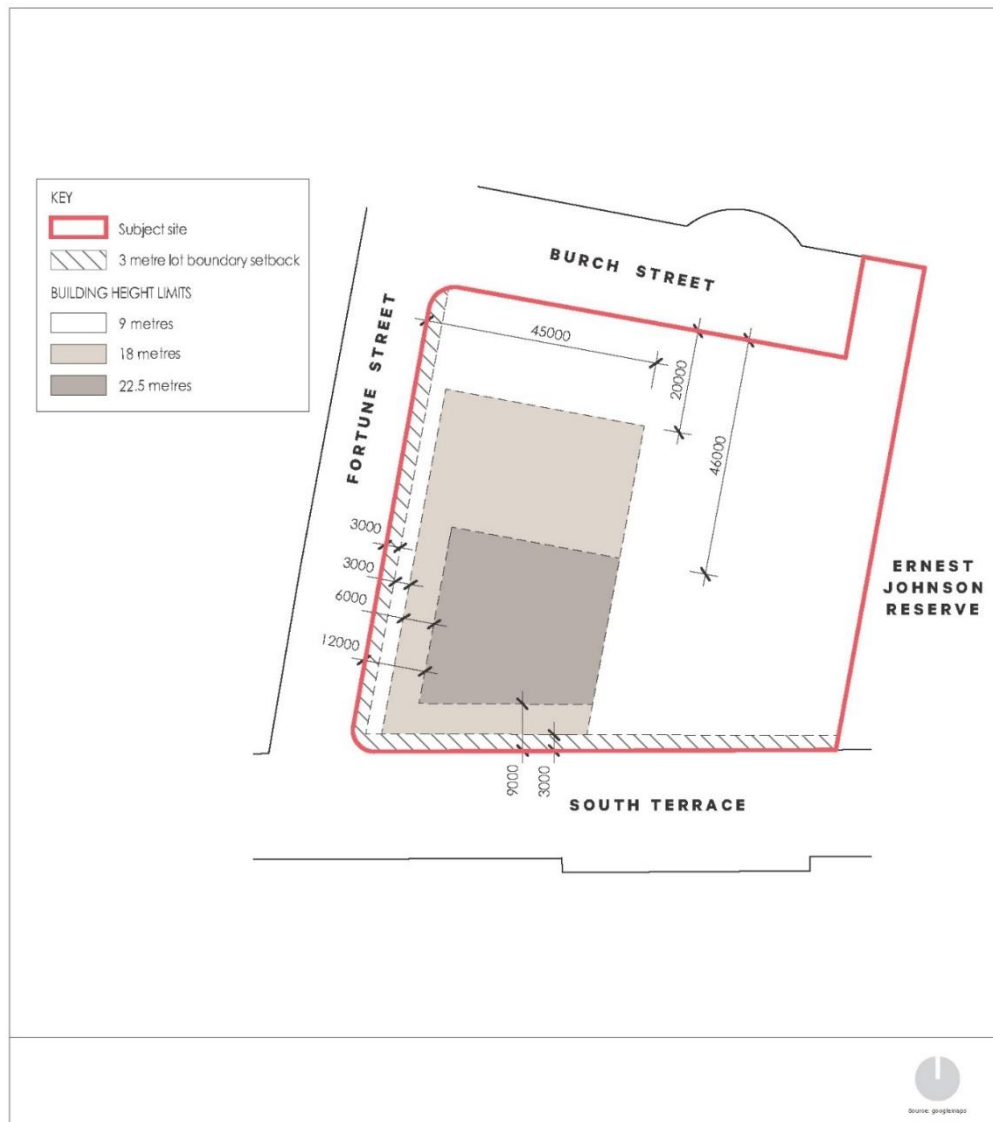 KEY
Subject site
3 metre lot boundary setback
BUILDING HEIGHT LIMITS
9 metres
18 metres
22.5 metres
BURCH STREET
FORTUNE STREET
45000
20000
46000
3000
3000
6000
12000
ERNEST
JOHNSON
RESERVE
9000
3000
SOUTH TERRACE
Source: googlemaps